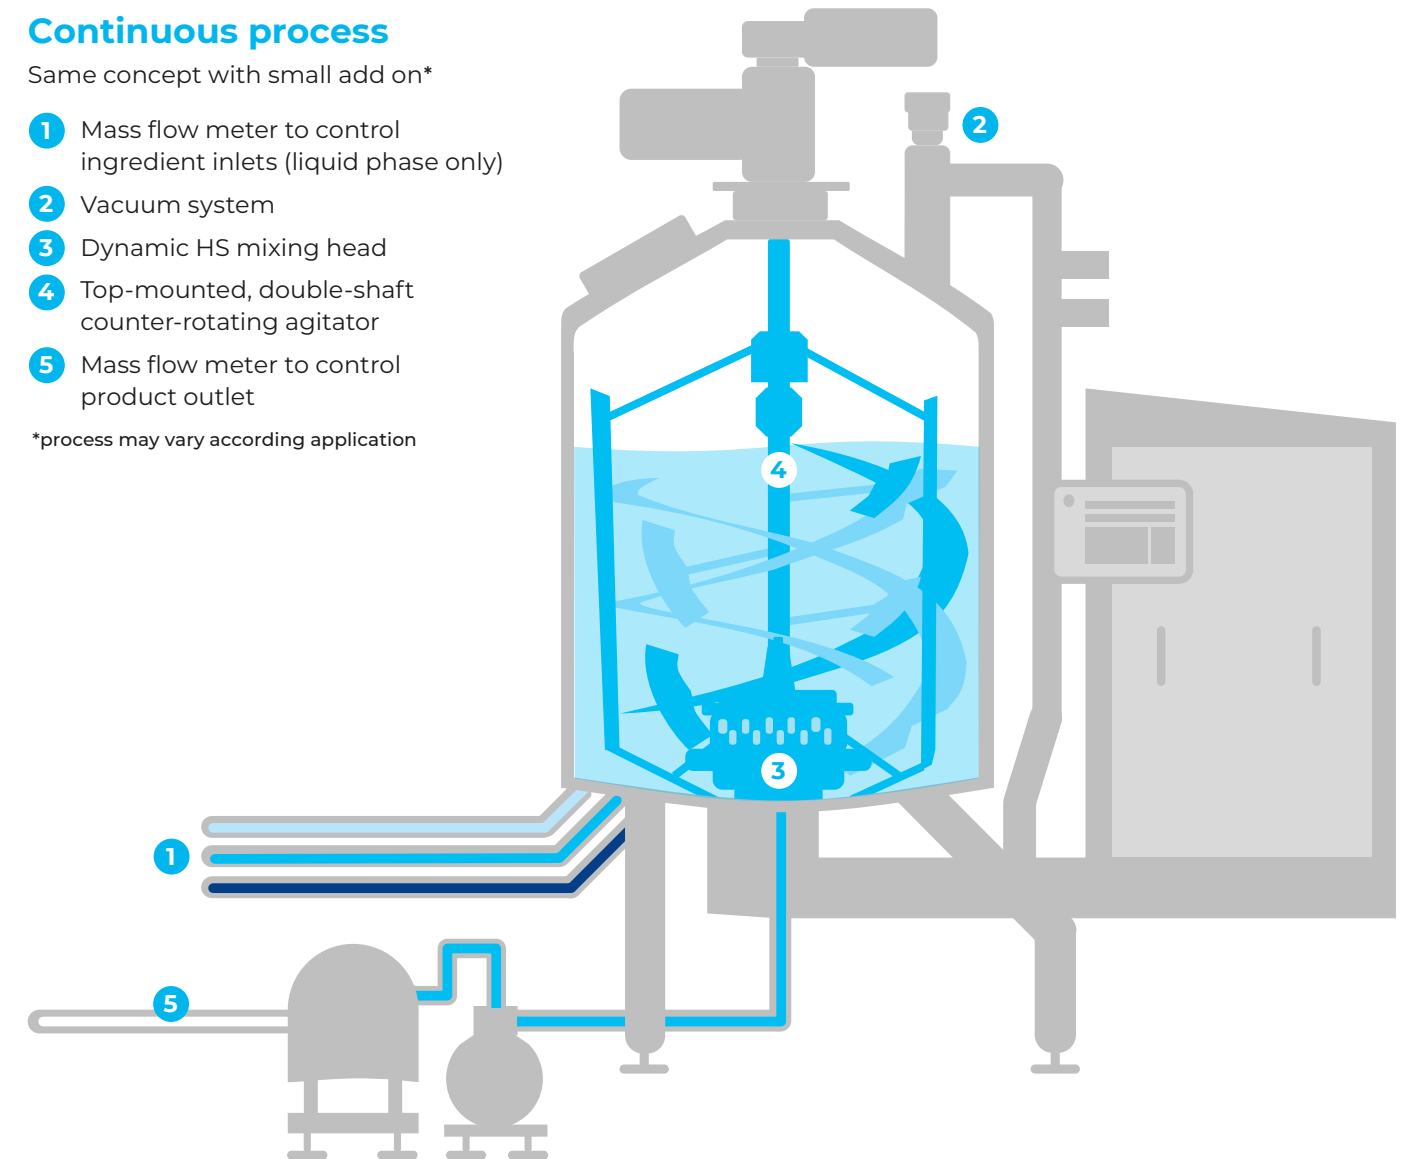 Continuous process
Same concept with small add on*
1 Mass flow meter to control
ingredient inlets (liquid phase only)
2 Vacuum system
3 Dynamic HS mixing head
4 Top-mounted, double-shaft
counter-rotating agitator
5 Mass flow meter to control
product outlet
*process may vary according application
2
4
3
1
5